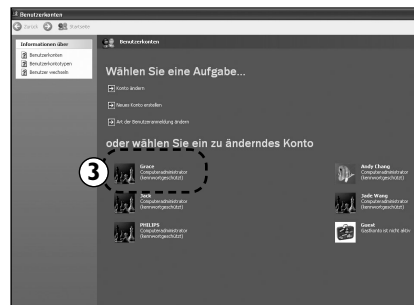 Benutzerkonten
Zurück Startseite
Informationen über
Benutzerkonten
Benutzerkontotypen
Benutzer wechseln
Benutzerkonten
Wählen Sie eine Aufgabe...
Konto ändern
Neues Konto erstellen
Art der Benutzeranmeldung ändern
oder wählen Sie ein zu änderndes Konto
3
Grace
Computeradministrator
(kennwortgeschützt)
Andy Chang
Computeradministrator
(kennwortgeschützt)
Jack
Computeradministrator
(kennwortgeschützt)
Jade Wang
Computeradministrator
(kennwortgeschützt)
PHILIPS
Computeradministrator
(kennwortgeschützt)
Guest
Gastkonto ist nicht aktiv